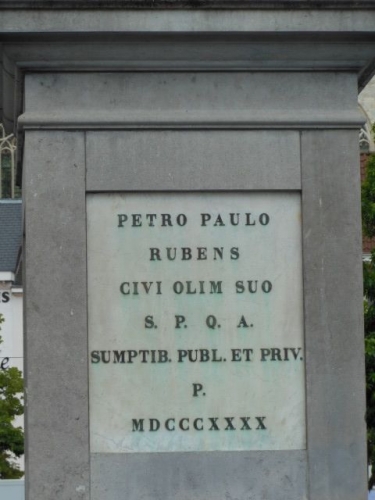 PETRO PAULO
RUBENS
CIVI OLIM SUO
S. P. Q. A.
SUMPTIB. PUBL. ET PRIV.
P.
MDCCCXXXX